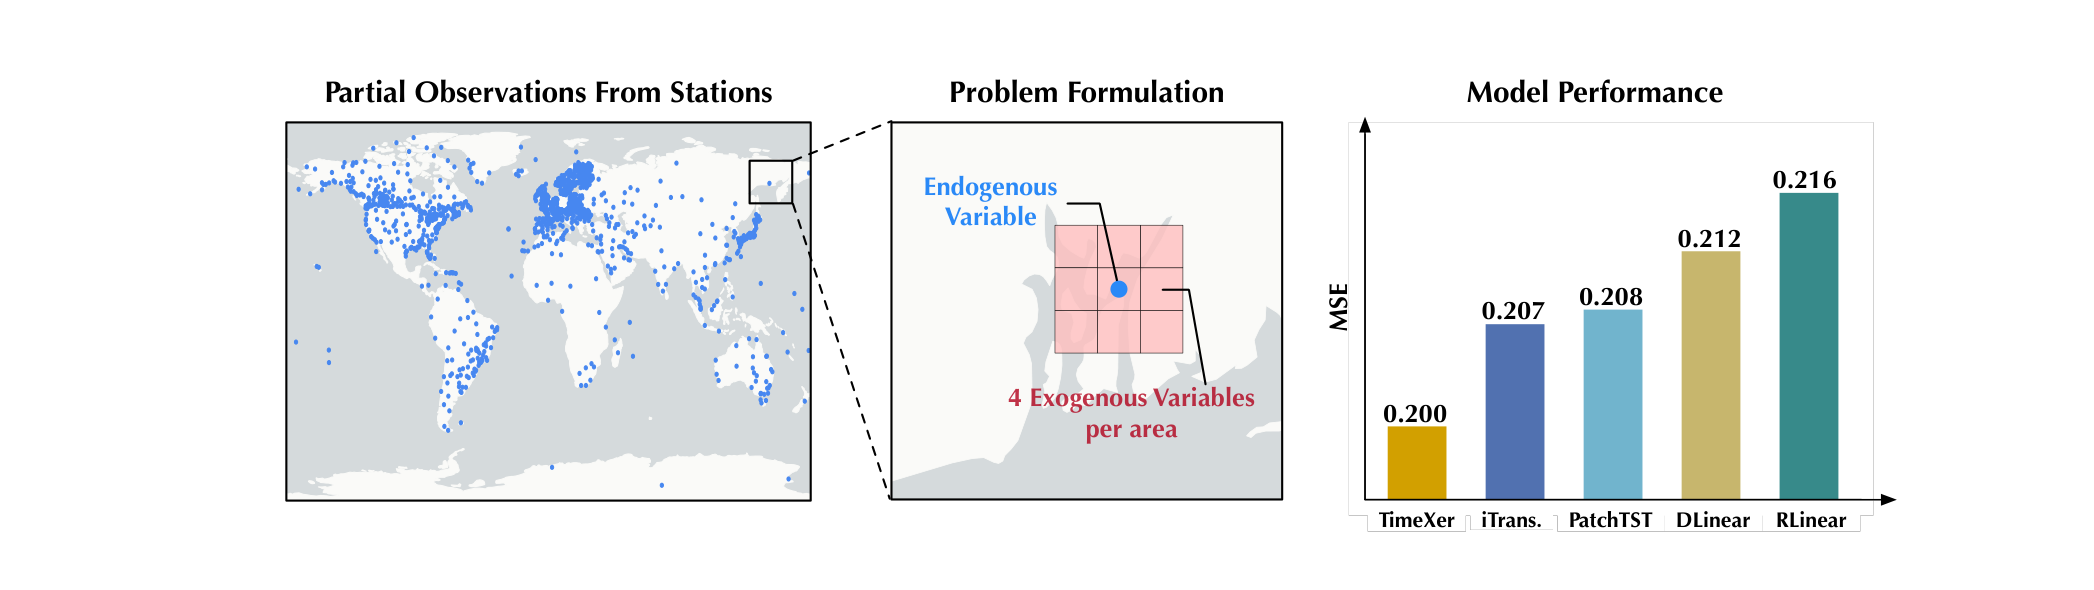 Partial Observations From Stations
Problem Formulation
Endogenous
Variable
4 Exogenous Variables
per area
Model Performance
MSE
0.200
0.207
0.208
0.212
0.216
TimeXer
iTrans.
PatchTST
DLinear
RLinear